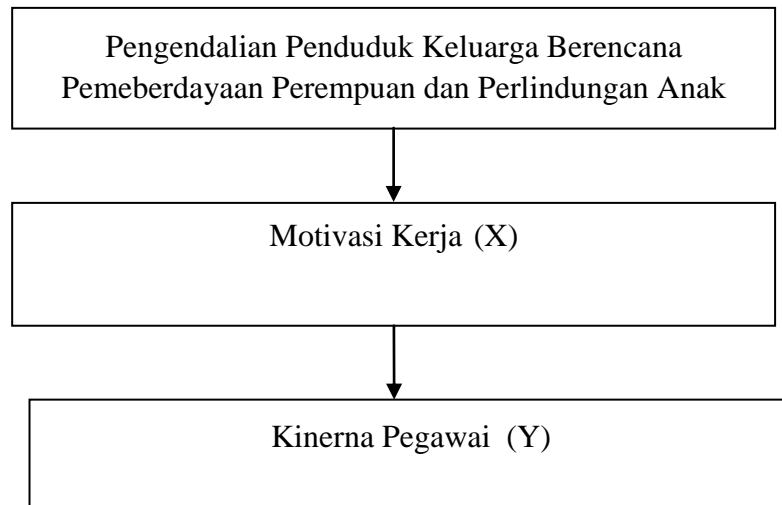 Pengendalian Penduduk Keluarga Berencana
Pemeberdayaan Perempuan dan Perlindungan Anak
Motivasi Kerja (X)
Kinerna Pegawai (Y)